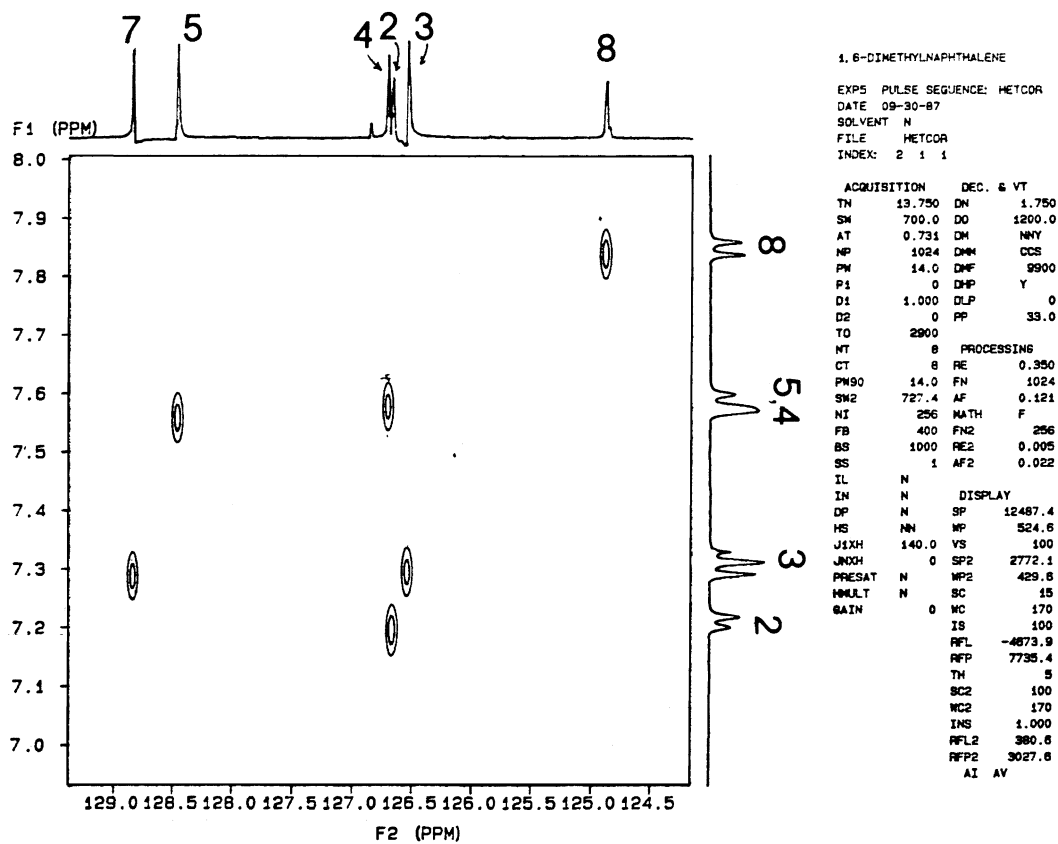 7 5 4 2 3 8
F1 (PPM)
8.0
7.9
7.8
7.7
7.6
7.5
7.4
7.3
7.2
7.1
7.0
129.0 128.5 128.0 127.5 127.0 126.5 126.0 125.5 125.0 124.5
F2 (PPM)
8
5,4
3
2
1,6-DIMETHYLNAPHTHALENE
EXP5 PULSE SEQUENCE: HETCOR
DATE 09-30-87
SOLVENT N
FILE HETCOR
INDEX: 2 1 1
ACQUISITION DEC. & VT
TN 13.750 DN 1.750
SW 700.0 DO 1200.0
AT 0.731 DM NNY
NP 1024 DMM CCS
PW 14.0 DMF 9900
P1 0 DHP Y
D1 1.000 DLP 0
D2 0 PP 33.0
TO 2900
NT 8 PROCESSING
CT 8 RE 0.350
PW90 14.0 FN 1024
SW2 727.4 AF 0.121
NI 256 MATH F
FB 400 FN2 256
BS 1000 RE2 0.005
SS 1 AF2 0.022
IL N
IN N DISPLAY
DP N SP 12487.4
HS NN WP 524.6
J1XH 140.0 VS 100
JNXH 0 SP2 2772.1
PRESAT N WP2 429.6
HMULT N SC 15
GAIN 0 WC 170
IS 100
RFL -4673.9
RFP 7735.4
TH 5
SC2 100
WC2 170
INS 1.000
RFL2 380.6
RFP2 3027.6
AI AV